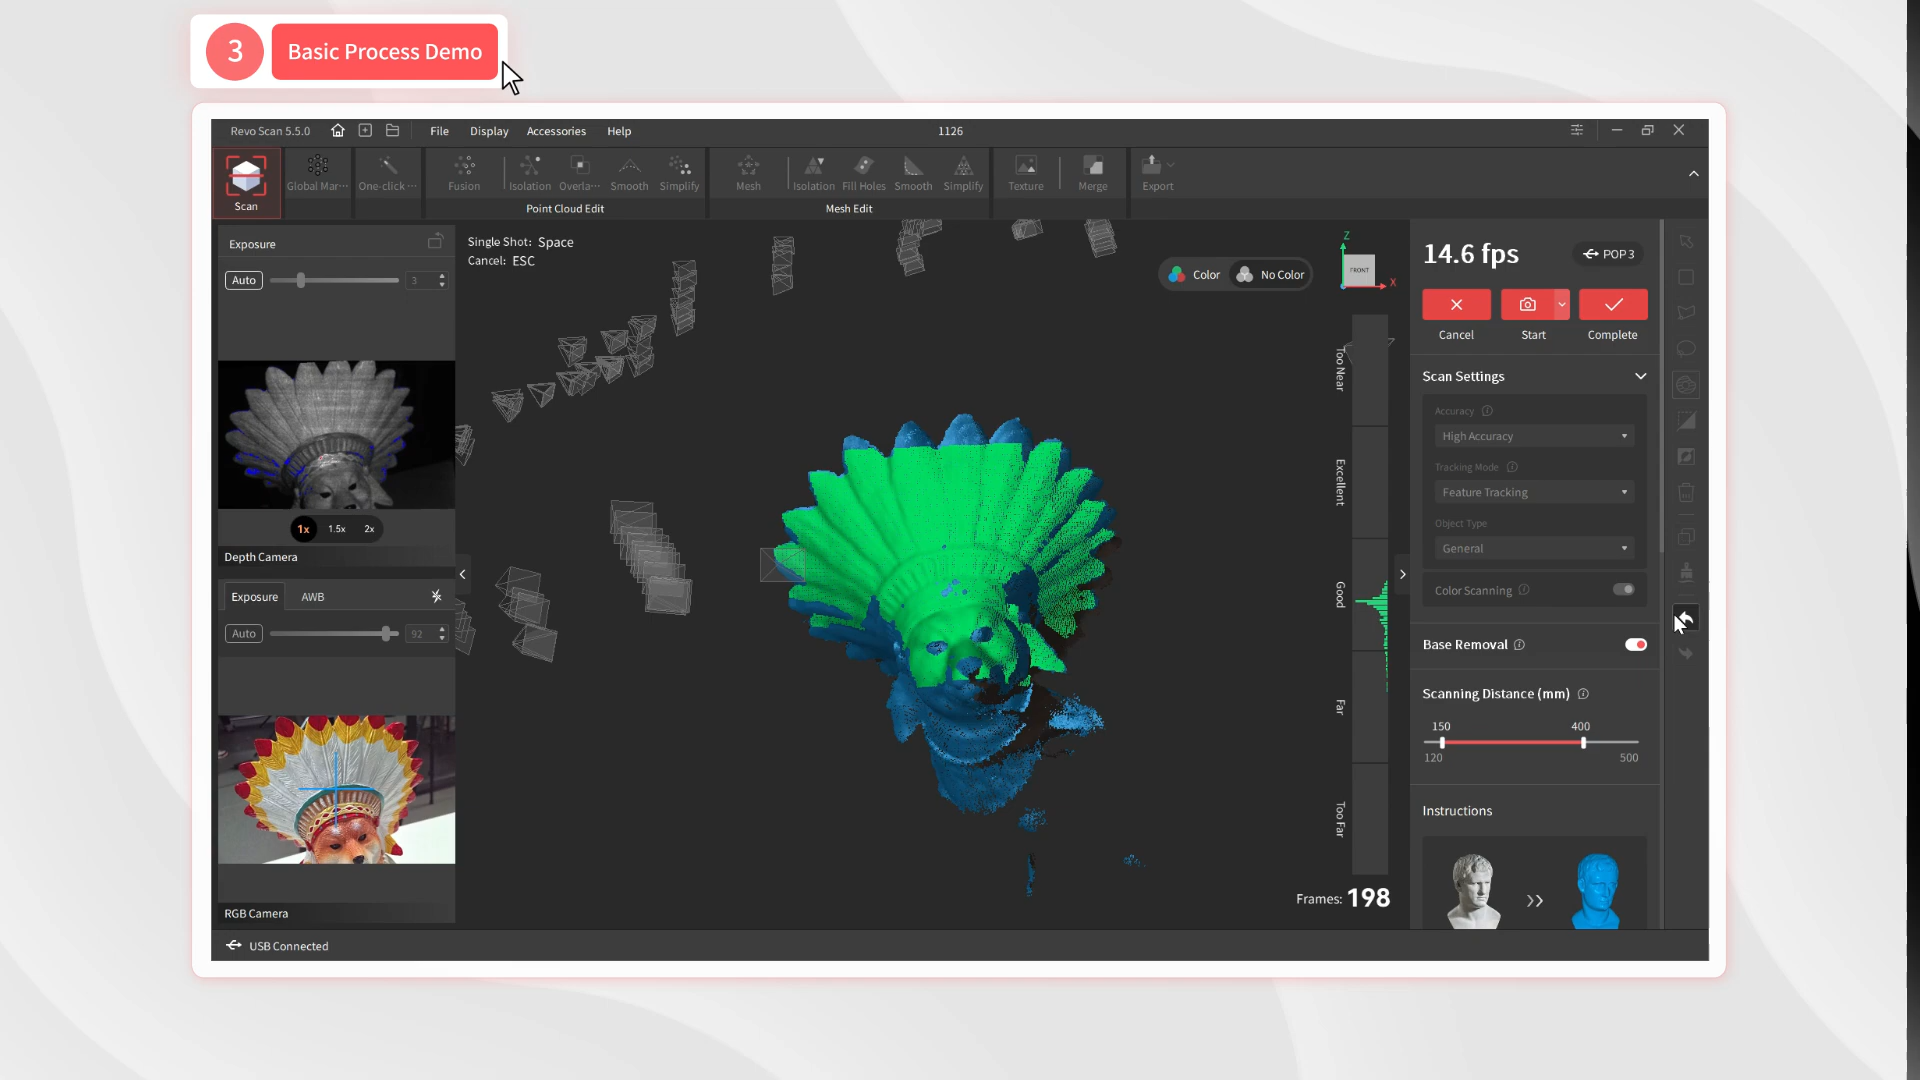 3
Basic Process Demo
Revo Scan 5.5.0
File
Display
Accessories
Help
1126
Scan
Global Mar···
One-click ···
Fusion
Isolation
Overla···
Smooth
Simplify
Point Cloud Edit
Mesh
Isolation
Fill Holes
Smooth
Simplify
Mesh Edit
Texture
Merge
Export
Exposure
Auto
3
1x
1.5x
2x
Depth Camera
Exposure
AWB
Auto
92
RGB Camera
USB Connected
Single Shot: Space
Cancel: ESC
Color
No Color
Z
FRONT
X
Too Near
Excellent
Good
Far
Too Far
Frames: 198
14.6 fps
POP 3
Cancel
Start
Complete
Scan Settings
Accuracy
High Accuracy
Tracking Mode
Feature Tracking
Object Type
General
Color Scanning
Base Removal
Scanning Distance (mm)
150
400
120
500
Instructions